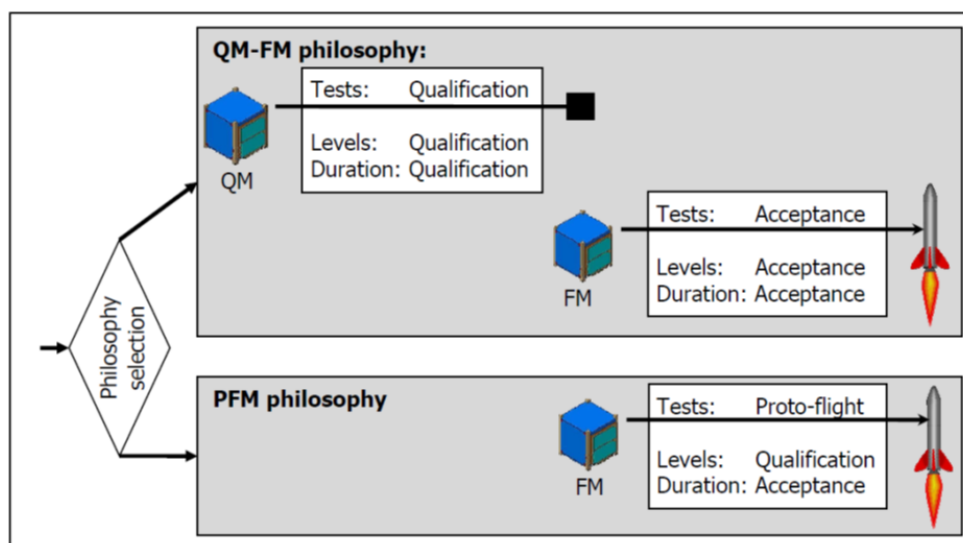 QM-FM philosophy:
Tests: Qualification
Levels: Qualification
Duration: Qualification
QM
Tests: Acceptance
Levels: Acceptance
Duration: Acceptance
FM
Philosophy
selection
PFM philosophy
Tests: Proto-flight
Levels: Qualification
Duration: Acceptance
FM